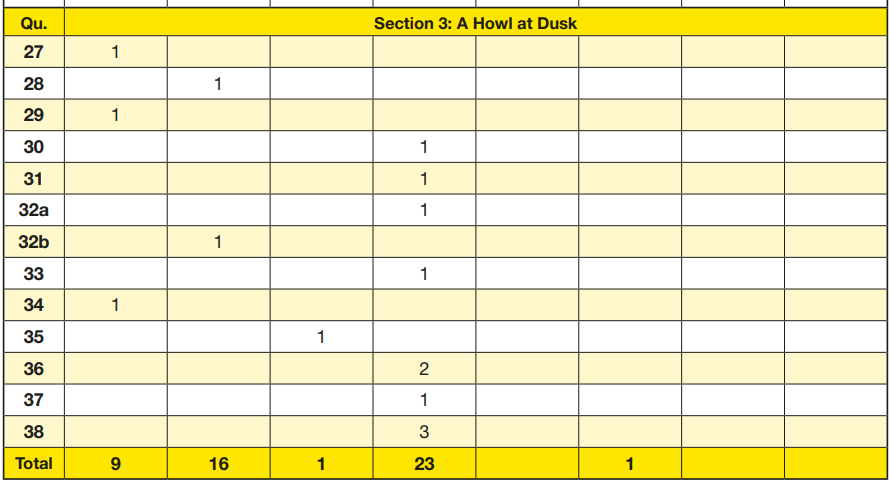 Qu. Section 3: A Howl at Dusk
27 1
28 1
29 1
30 1
31 1
32a 1
32b 1
33 1
34 1
35 1
36 2
37 1
38 3
Total 9 16 1 23 1